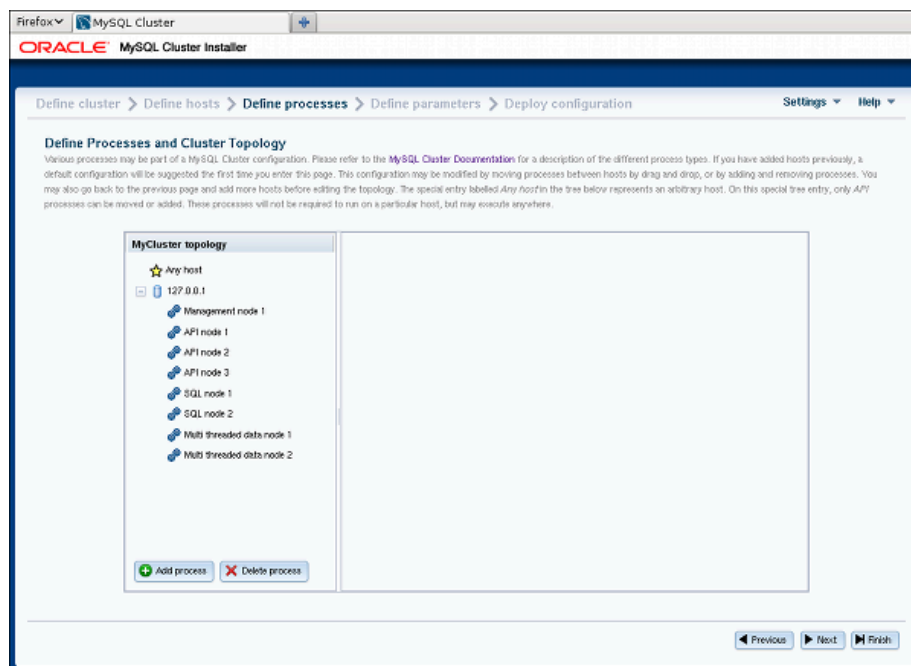 Firefox MySQL Cluster
ORACLE MySQL Cluster Installer
Define cluster > Define hosts > Define processes > Define parameters > Deploy configuration Settings Help
Define Processes and Cluster Topology
Various processes may be part of a MySQL Cluster configuration. Please refer to the MySQL Cluster Documentation for a description of the different process types. If you have added hosts previously, a
default configuration will be suggested the first time you enter this page. This configuration may be modified by moving processes between hosts by drag and drop, or by adding and removing processes. You
may also go back to the previous page and add more hosts before editing the topology. The special entry labelled Any host in the tree below represents an arbitrary host. On this special tree entry, only API
processes can be moved or added. These processes will not be required to run on a particular host, but may execute anywhere.
MyCluster topology
Any host
127.0.0.1
Management node 1
API node 1
API node 2
API node 3
SQL node 1
SQL node 2
Multi threaded data node 1
Multi threaded data node 2
Add process Delete process
Previous Next Finish